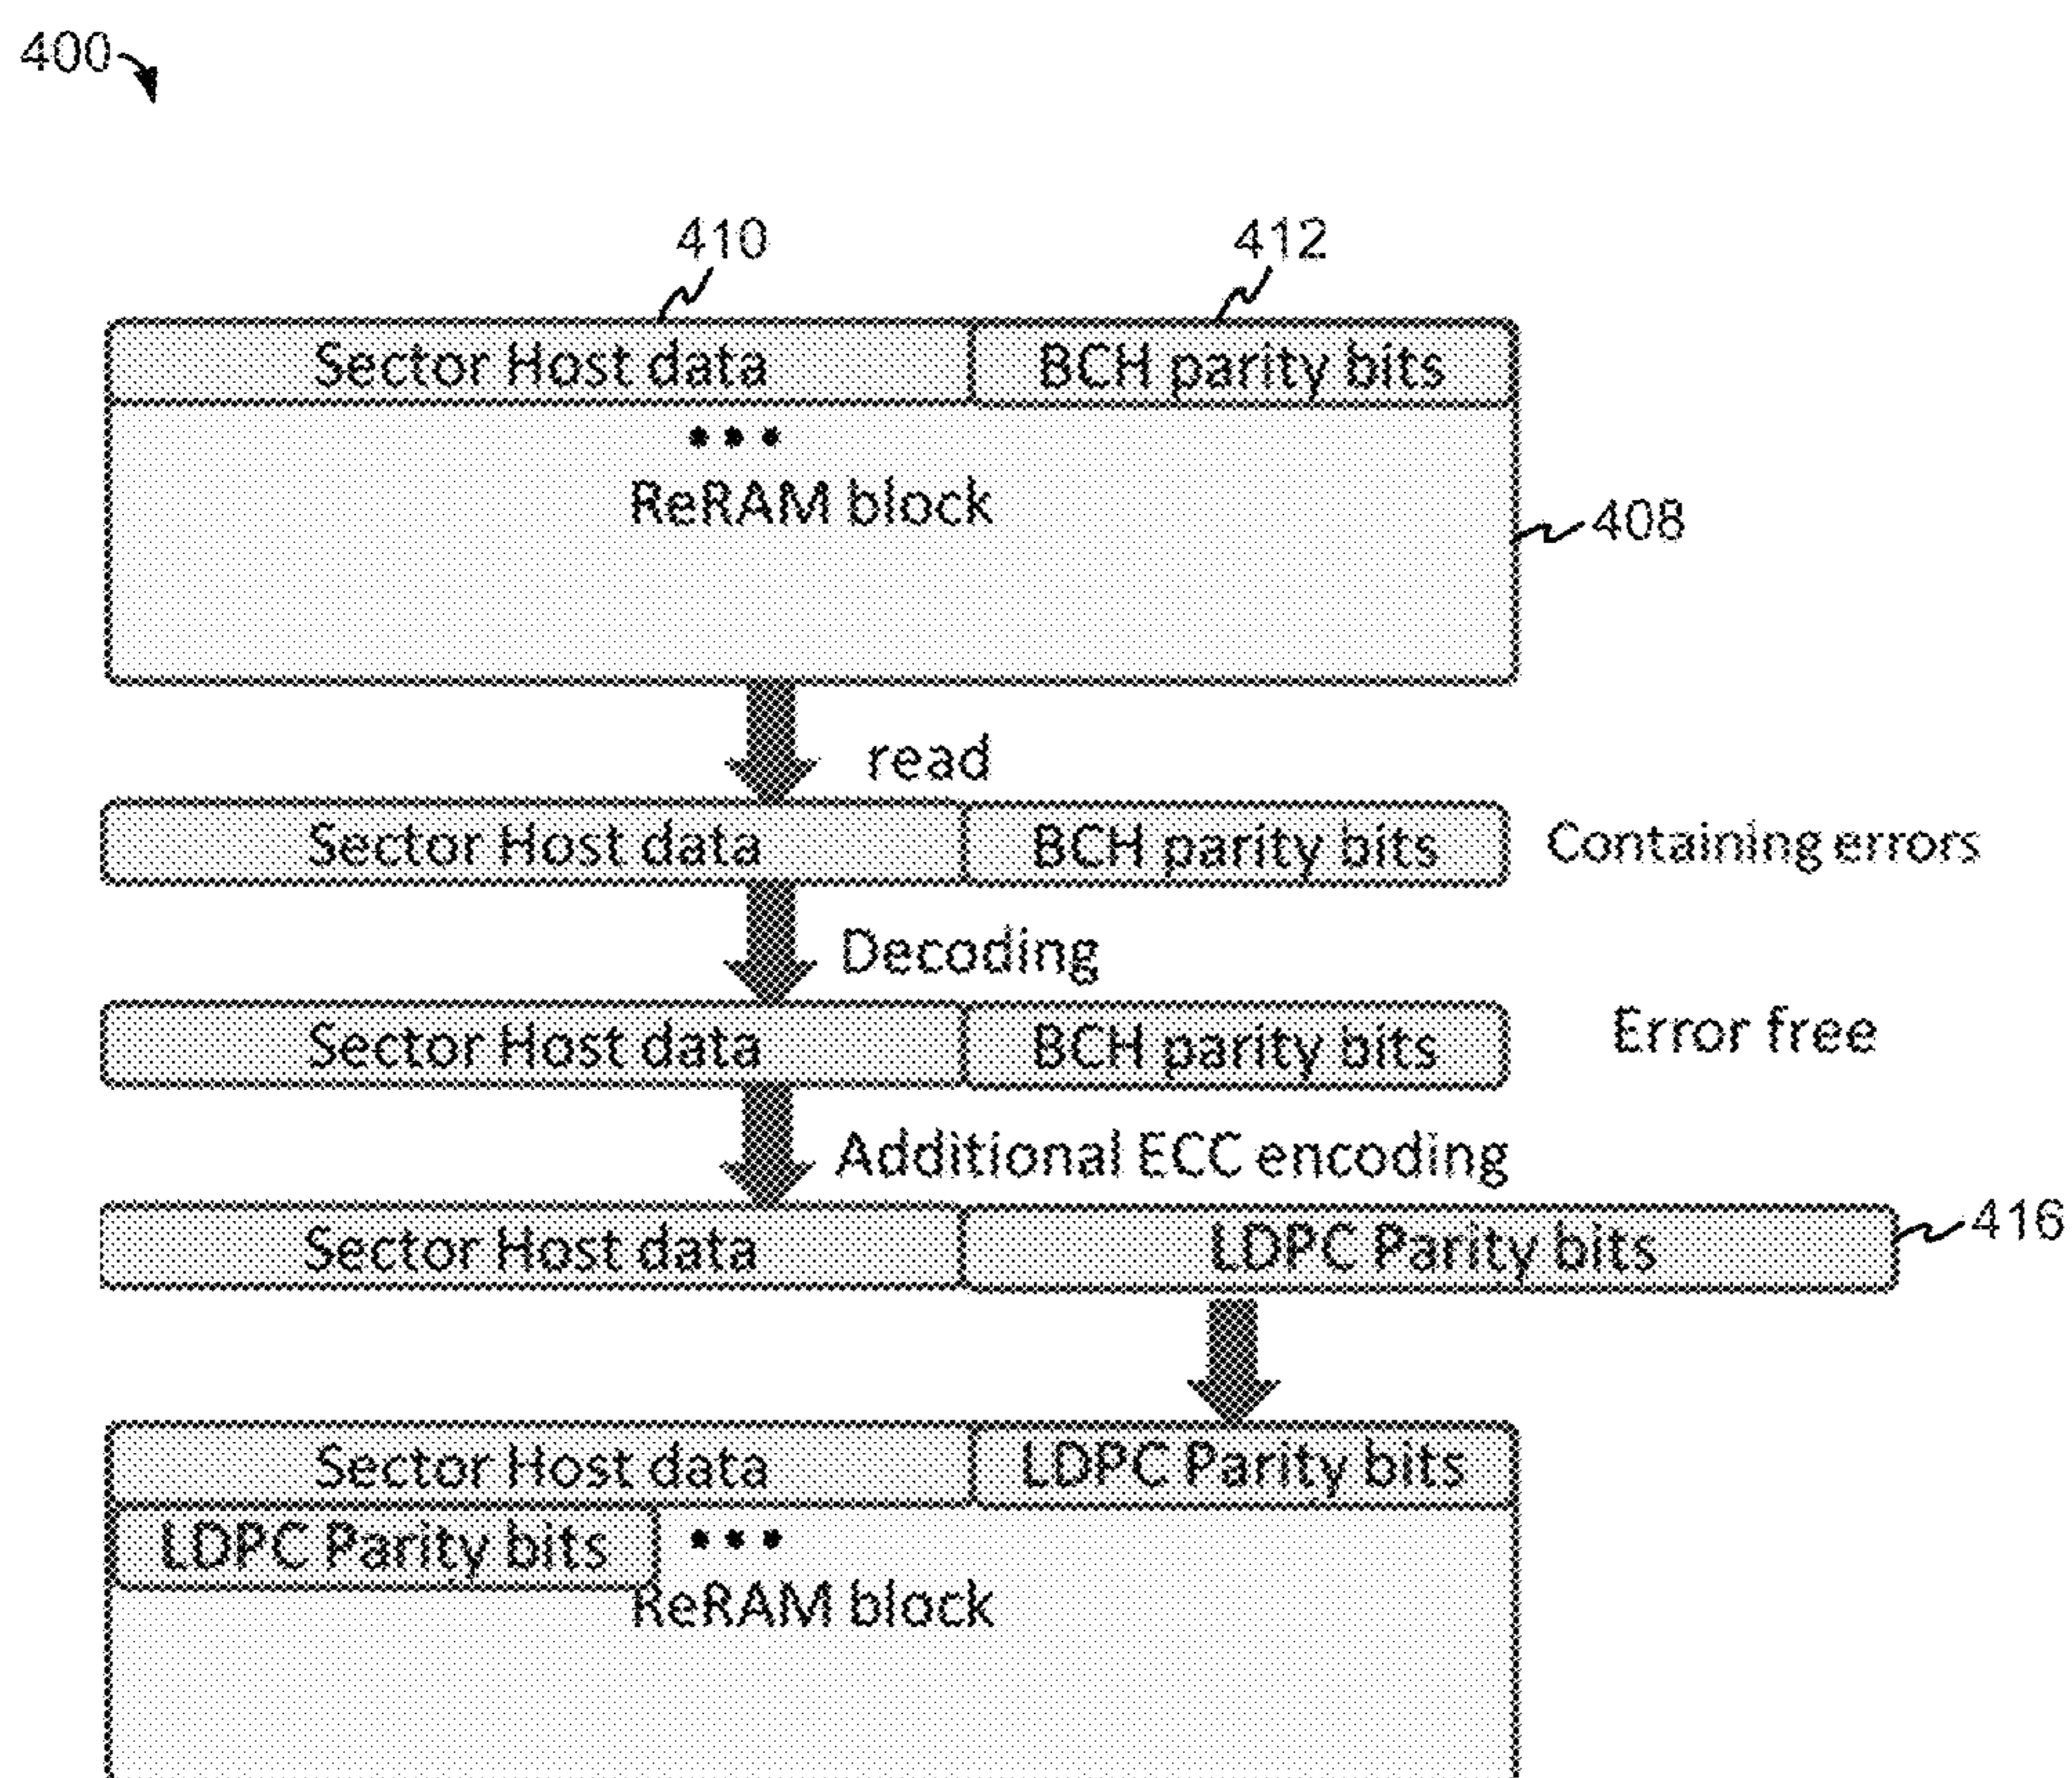 400
410
412
Sector Host data
BCH parity bits
•••
ReRAM block
408
read
Sector Host data
BCH parity bits
Containing errors
Decoding
Sector Host data
BCH parity bits
Error free
Additional ECC encoding
Sector Host data
LDPC Parity bits
416
Sector Host data
LDPC Parity bits
LDPC Parity bits
•••
ReRAM block